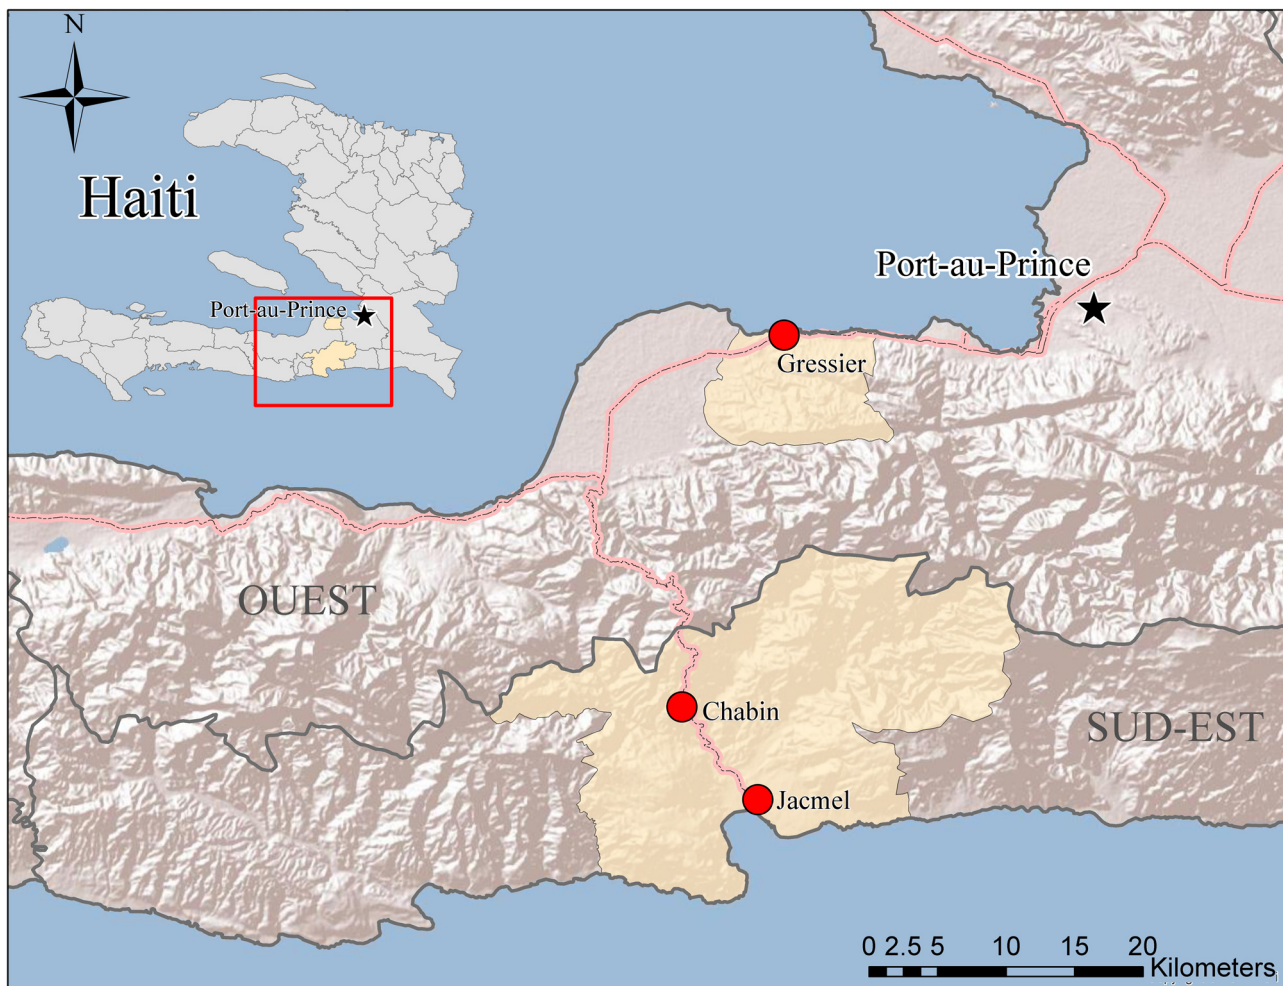 N
Haiti
Port-au-Prince
Port-au-Prince
Gressier
OUEST
Chabin
SUD-EST
Jacmel
0 2.5 5 10 15 20
Kilometers